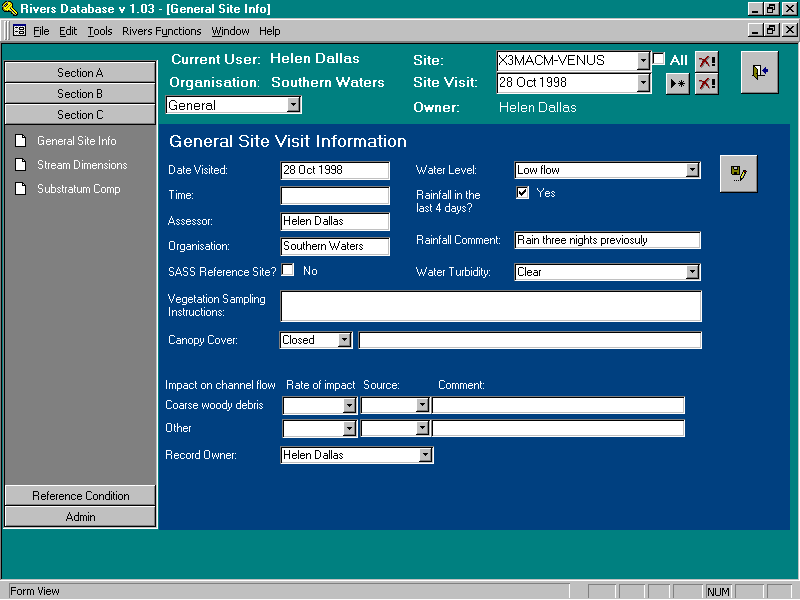 Rivers Database v 1.03 - [General Site Info]
File Edit Tools Rivers Functions Window Help
Current User: Helen Dallas Site: X3MACM-VENUS All
Organisation: Southern Waters Site Visit: 28 Oct 1998
General Owner: Helen Dallas
Section A
Section B
Section C
General Site Info
Stream Dimensions
Substratum Comp
Reference Condition
Admin
General Site Visit Information
Date Visited: 28 Oct 1998 Water Level: Low flow
Time: Rainfall in the last 4 days? Yes
Assessor: Helen Dallas
Organisation: Southern Waters Rainfall Comment: Rain three nights previosuly
SASS Reference Site? No Water Turbidity: Clear
Vegetation Sampling
Instructions:
Canopy Cover: Closed
Impact on channel flow Rate of impact Source: Comment:
Coarse woody debris
Other
Record Owner: Helen Dallas
Form View NUM